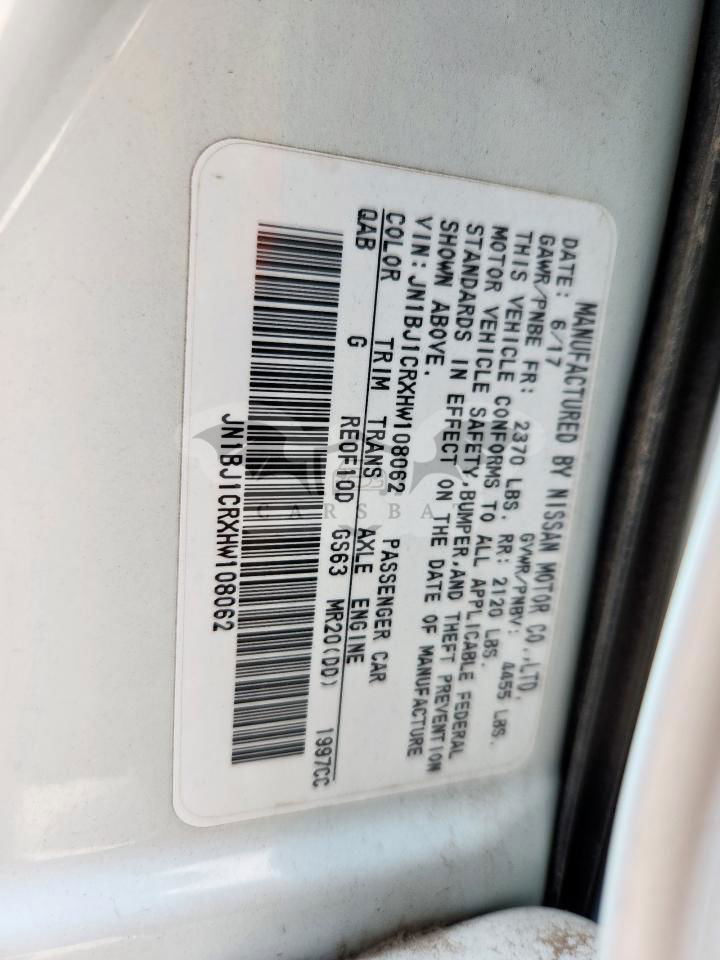 MANUFACTURED BY NISSAN MOTOR CO.,LTD.
DATE: 6/17 GVWR/PNBV: 4455 LBS.
GAWR/PNBE FR: 2370 LBS. RR: 2120 LBS.
THIS VEHICLE CONFORMS TO ALL APPLICABLE FEDERAL
MOTOR VEHICLE SAFETY,BUMPER,AND THEFT PREVENTION
STANDARDS IN EFFECT ON THE DATE OF MANUFACTURE
SHOWN ABOVE.
VIN:JN1BJ1CRXHW108062 PASSENGER CAR
COLOR TRIM TRANS AXLE ENGINE
QAB G RE0F10D GS63 MR20(DD) 1997CC
JN1BJ1CRXHW108062
CARSBA